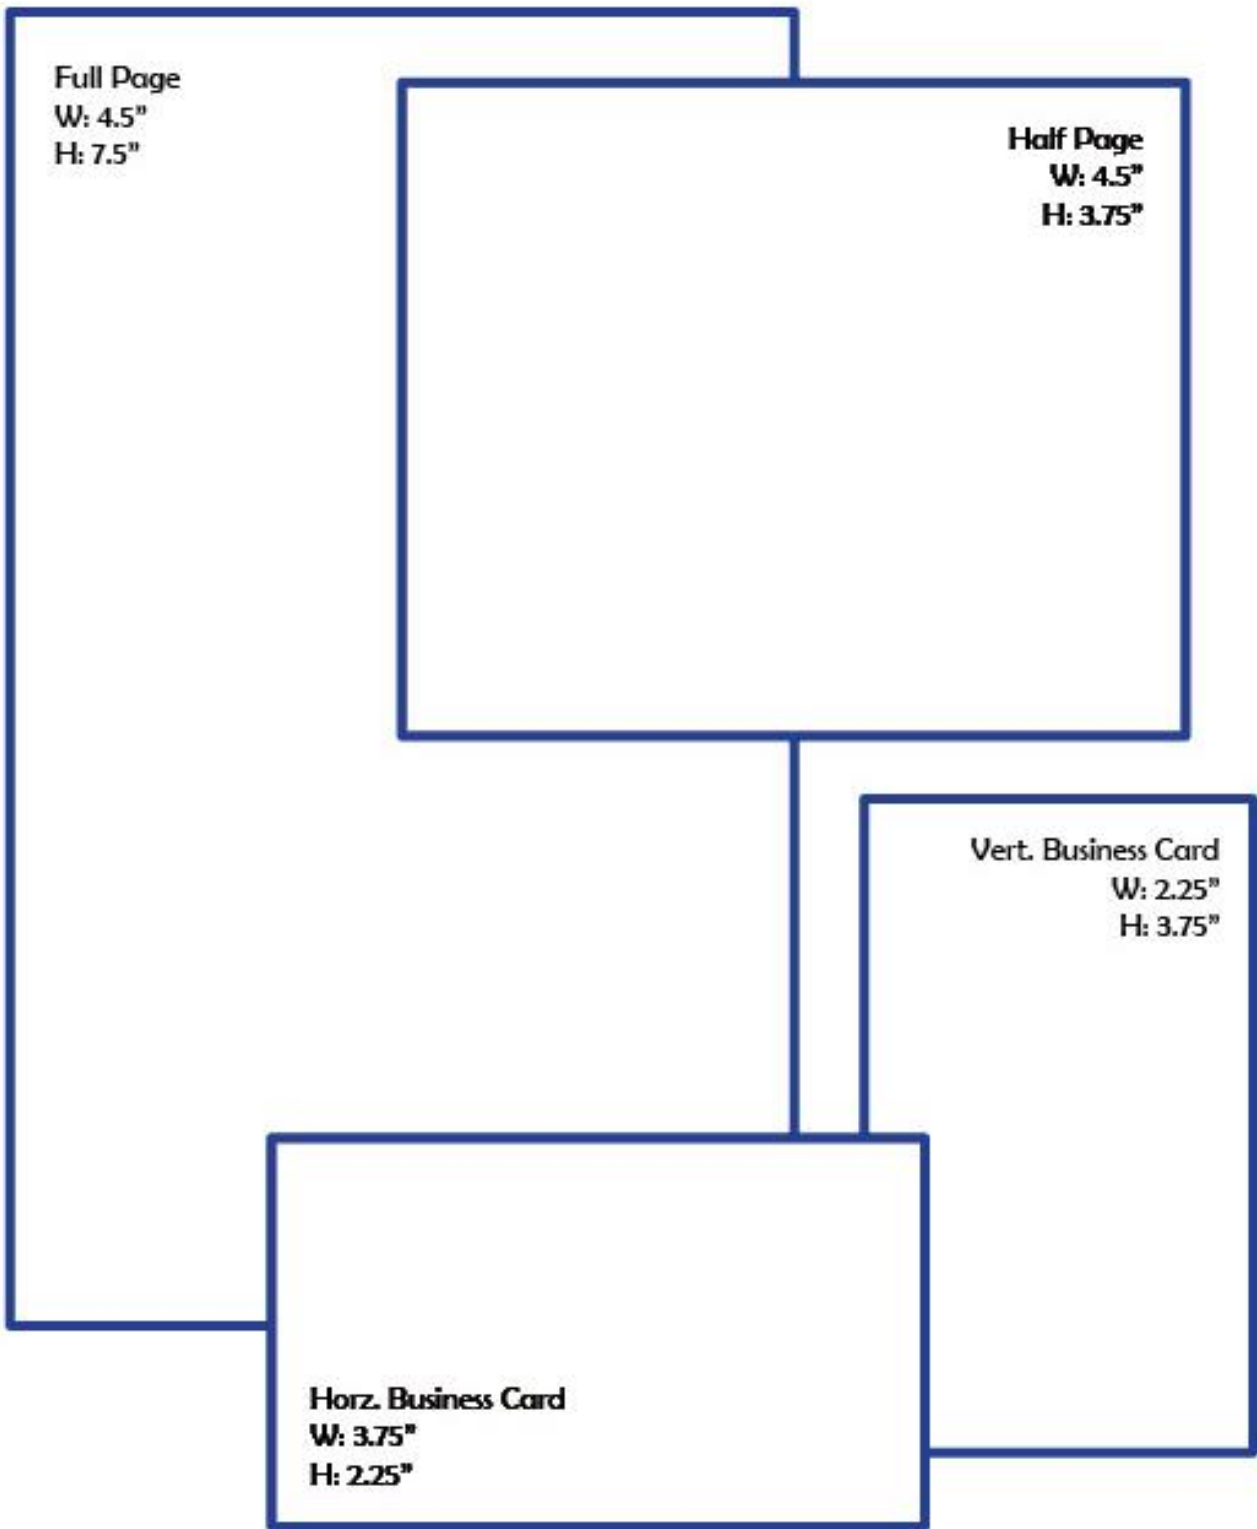 Full Page
W: 4.5”
H: 7.5”
Half Page
W: 4.5”
H: 3.75”
Vert. Business Card
W: 2.25”
H: 3.75”
Horz. Business Card
W: 3.75”
H: 2.25”